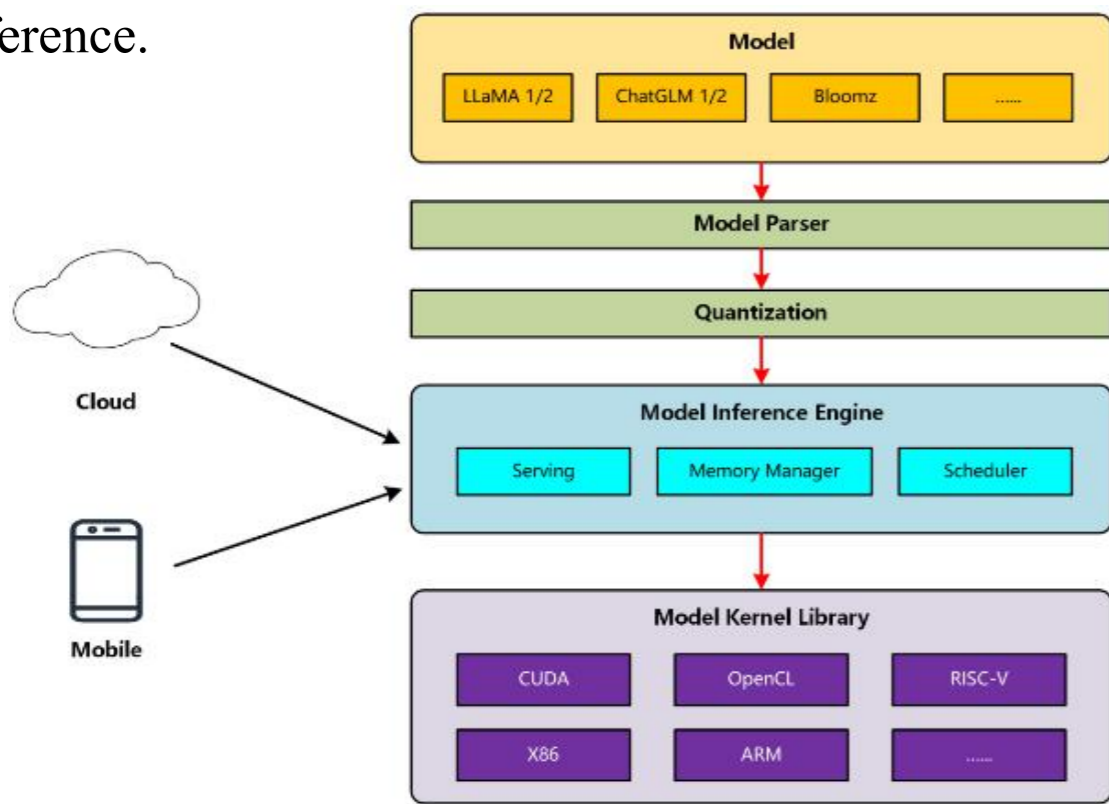 ference.
Model
LLaMA 1/2 ChatGLM 1/2 Bloomz ......
Model Parser
Quantization
Cloud
Model Inference Engine
Serving Memory Manager Scheduler
Mobile
Model Kernel Library
CUDA OpenCL RISC-V
X86 ARM ......